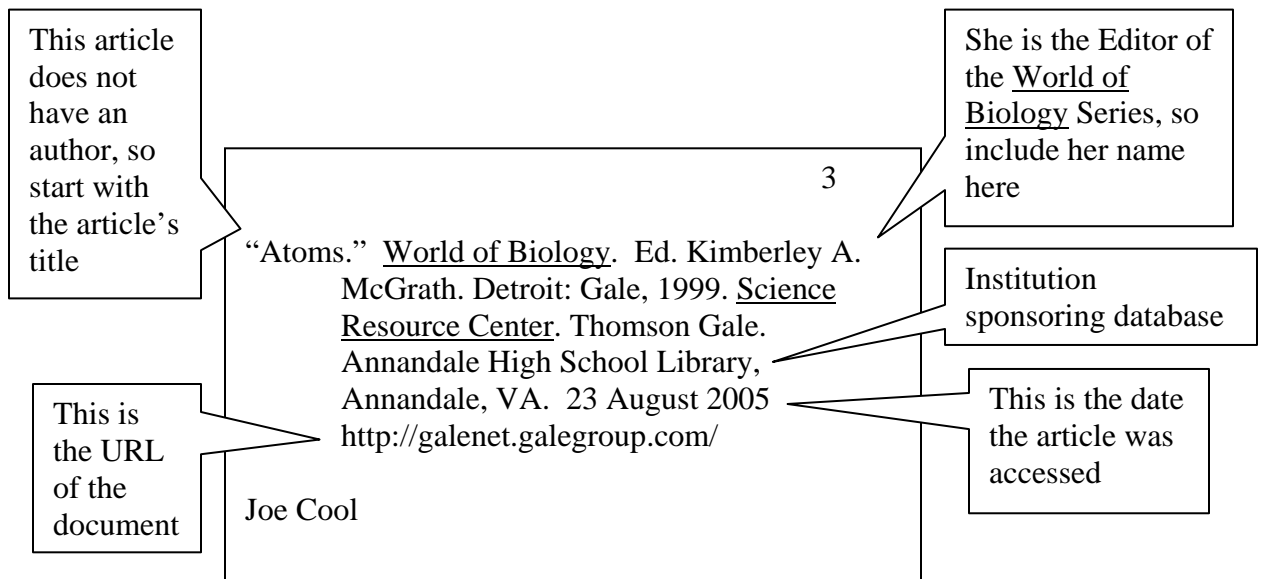 This article
does not
have an
author, so
start with
the article’s
title
She is the Editor of
the World of
Biology Series, so
include her name
here
3
“Atoms.”  World of Biology.  Ed. Kimberley A.
McGrath. Detroit: Gale, 1999. Science
Resource Center. Thomson Gale.
Annandale High School Library,
Annandale, VA.  23 August 2005
http://galenet.galegroup.com/
Joe Cool
Institution
sponsoring database
This is
the URL
of the
document
This is the date
the article was
accessed